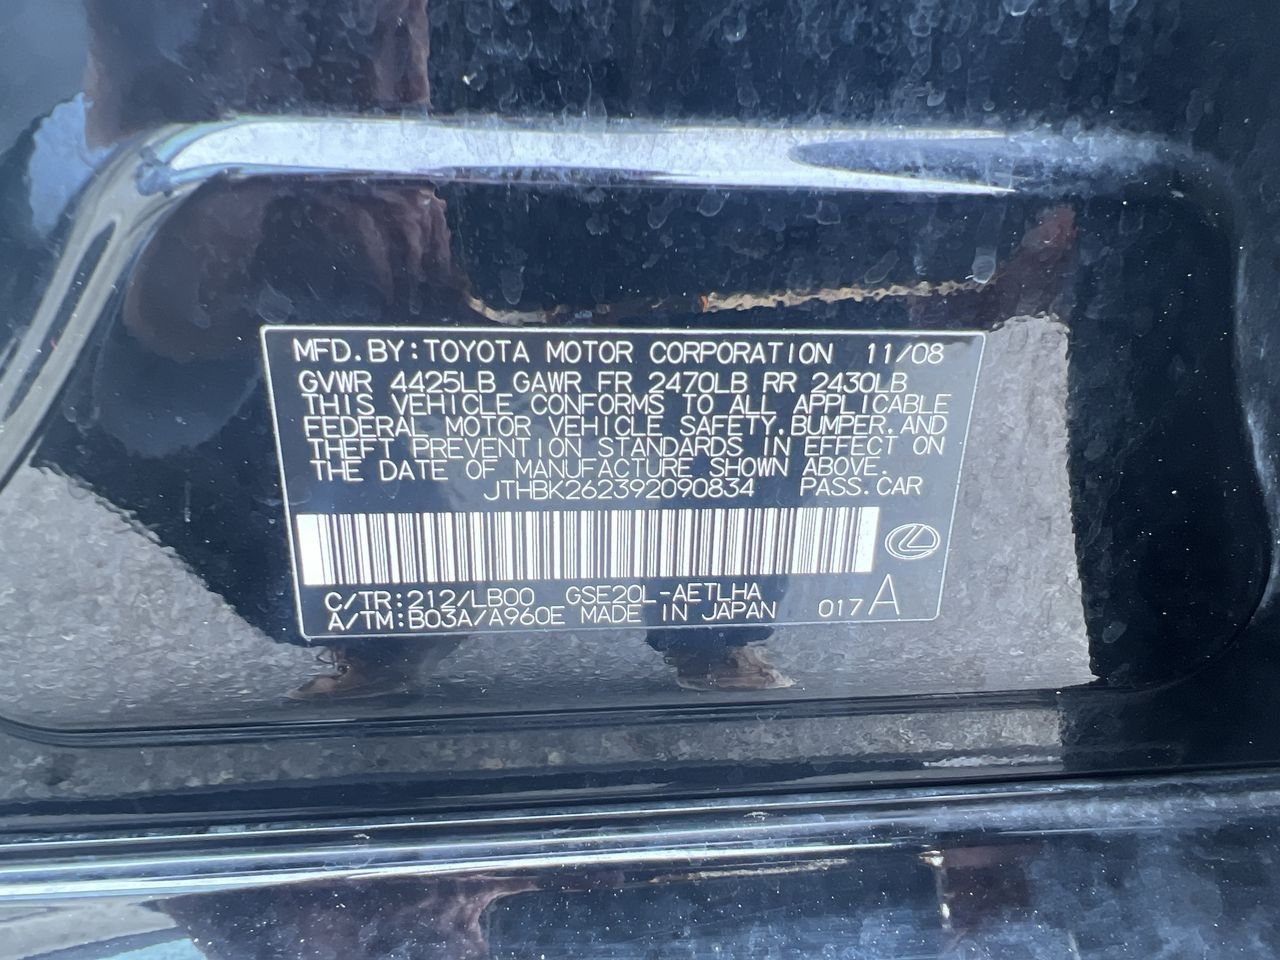 MFD.BY:TOYOTA MOTOR CORPORATION 11/08
GVWR 4425LB GAWR FR 2470LB RR 2430LB
THIS VEHICLE CONFORMS TO ALL APPLICABLE
FEDERAL MOTOR VEHICLE SAFETY,BUMPER,AND
THEFT PREVENTION STANDARDS IN EFFECT ON
THE DATE OF MANUFACTURE SHOWN ABOVE.
JTHBK262392090834 PASS.CAR
C/TR:212/LB00 GSE20L-AETLHA
A/TM:B03A/A960E MADE IN JAPAN 017A